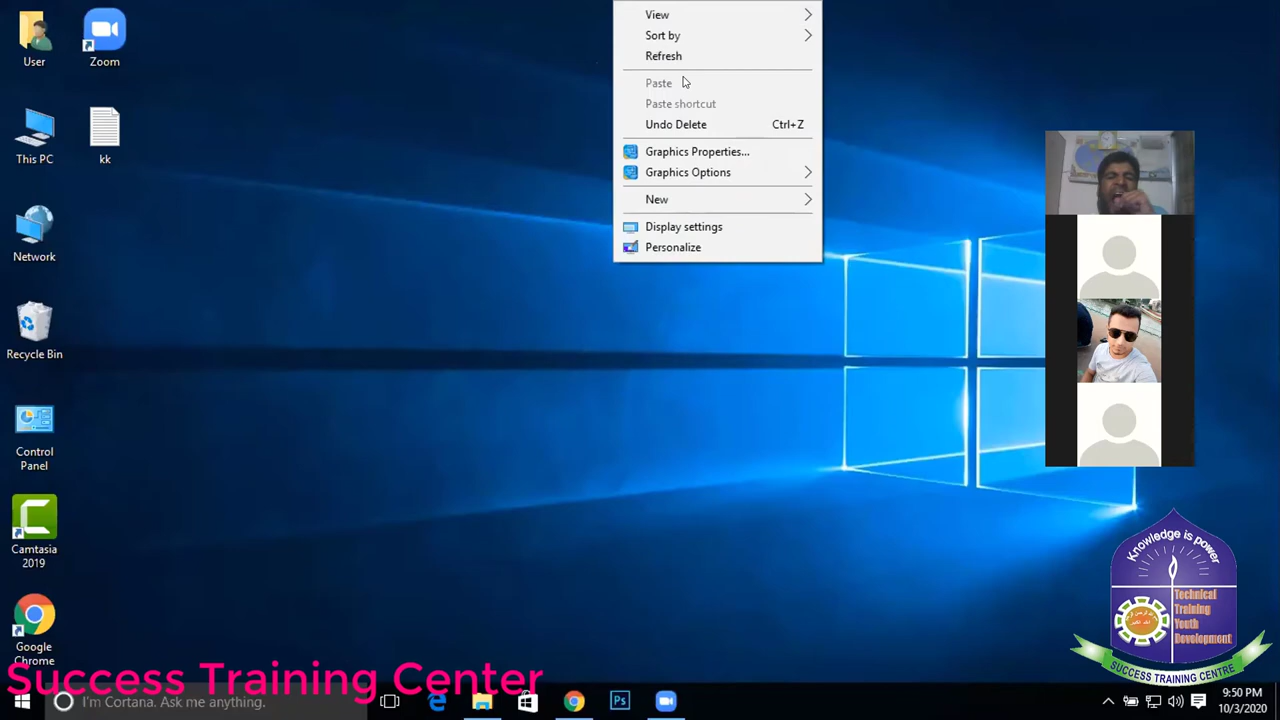 User
Zoom
This PC
kk
Network
Recycle Bin
Control
Panel
Camtasia
2019
Google
Chrome
View
Sort by
Refresh
Paste
Paste shortcut
Undo Delete Ctrl+Z
Graphics Properties...
Graphics Options
New
Display settings
Personalize
Knowledge is power
Technical
Training
Youth
Development
SUCCESS TRAINING CENTRE
Success Training Center
I'm Cortana. Ask me anything.
Ps
9:50 PM
10/3/2020